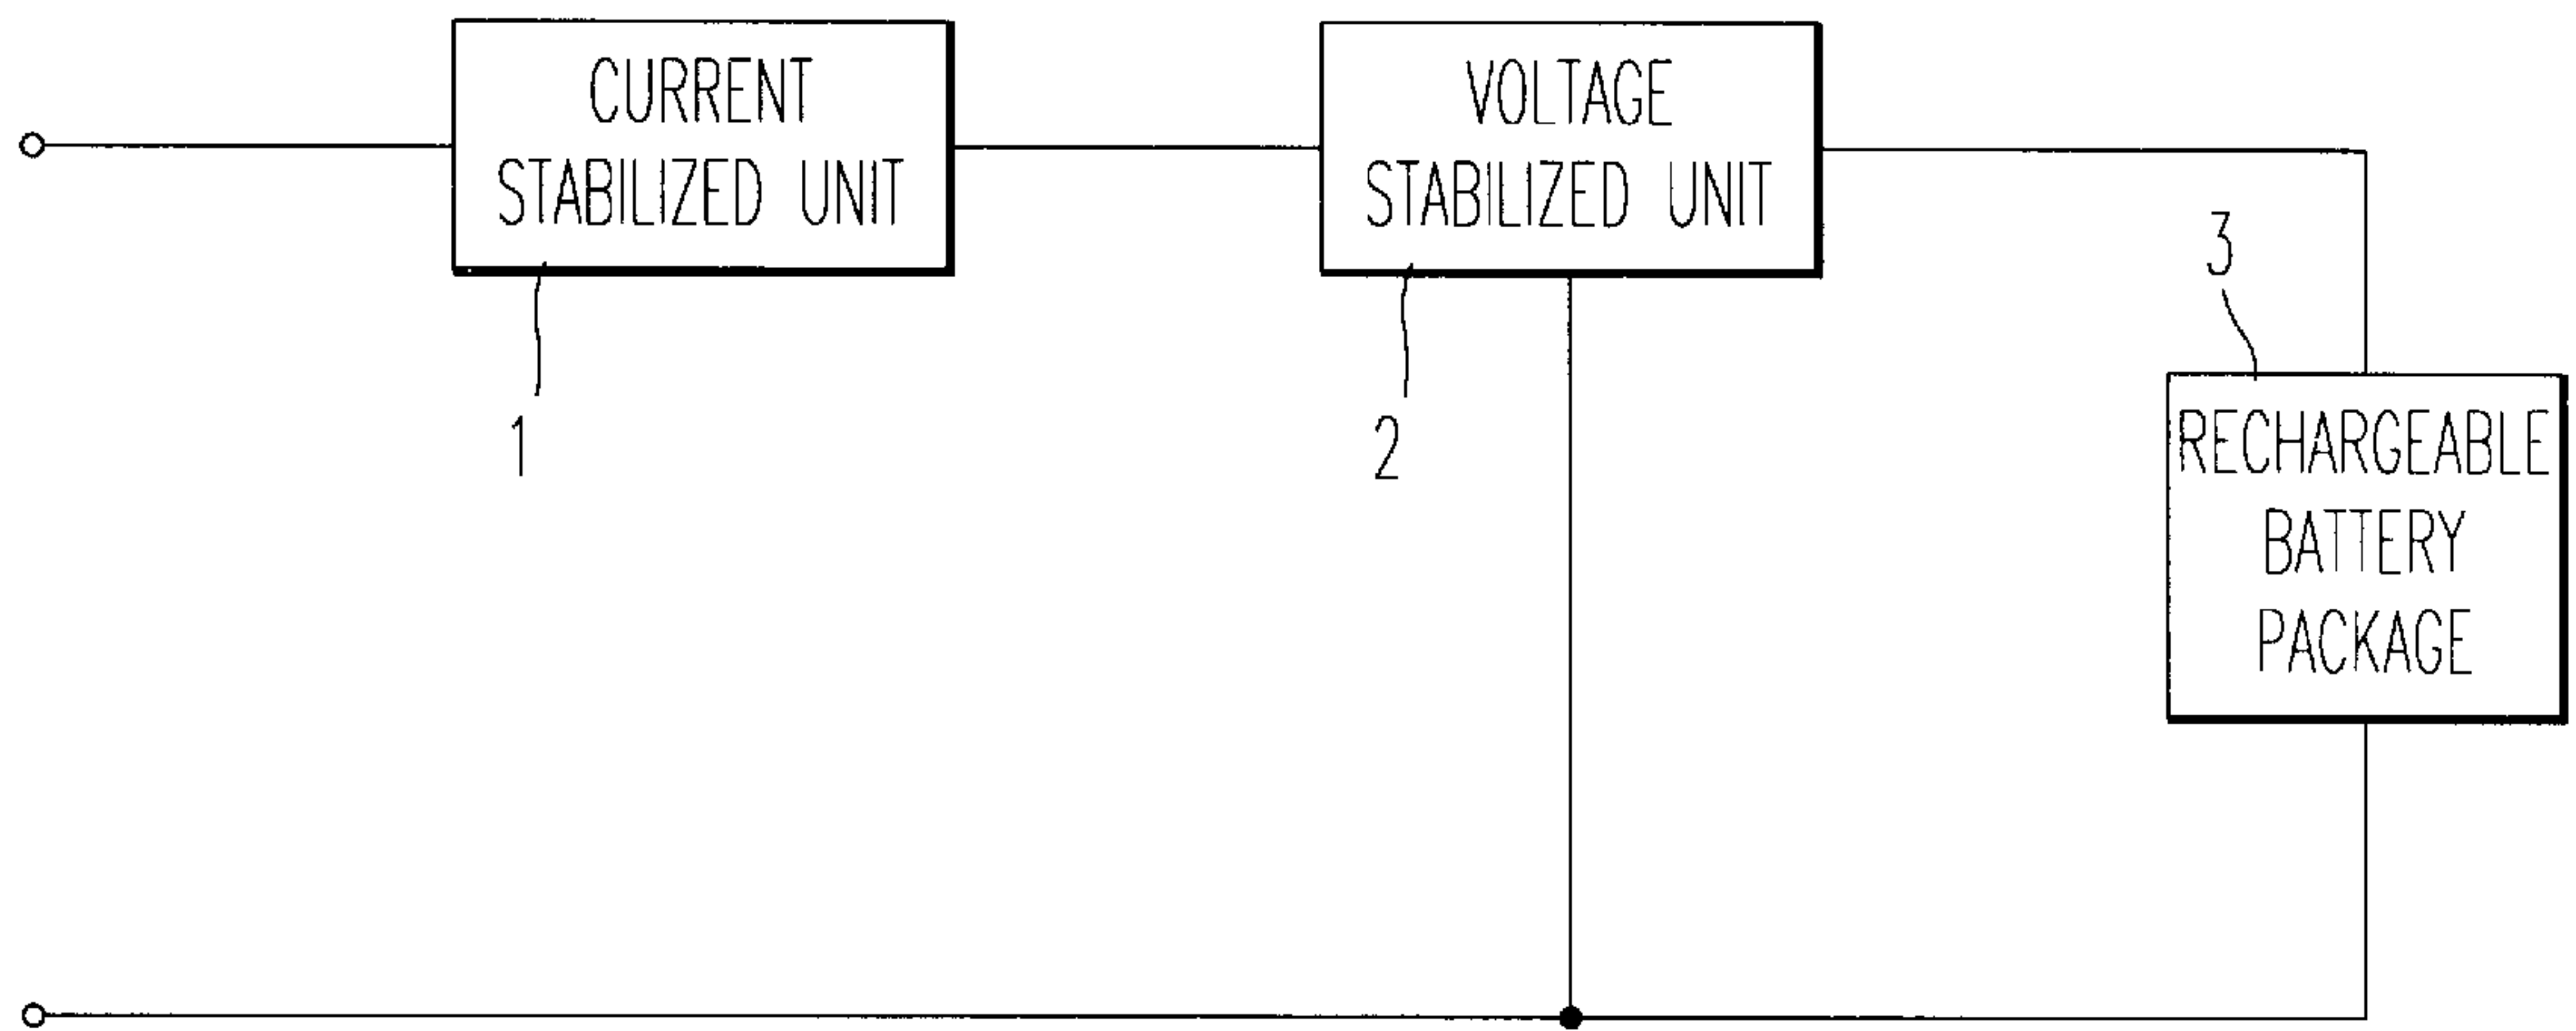 CURRENT
STABILIZED UNIT
1
VOLTAGE
STABILIZED UNIT
2
3
RECHARGEABLE
BATTERY
PACKAGE